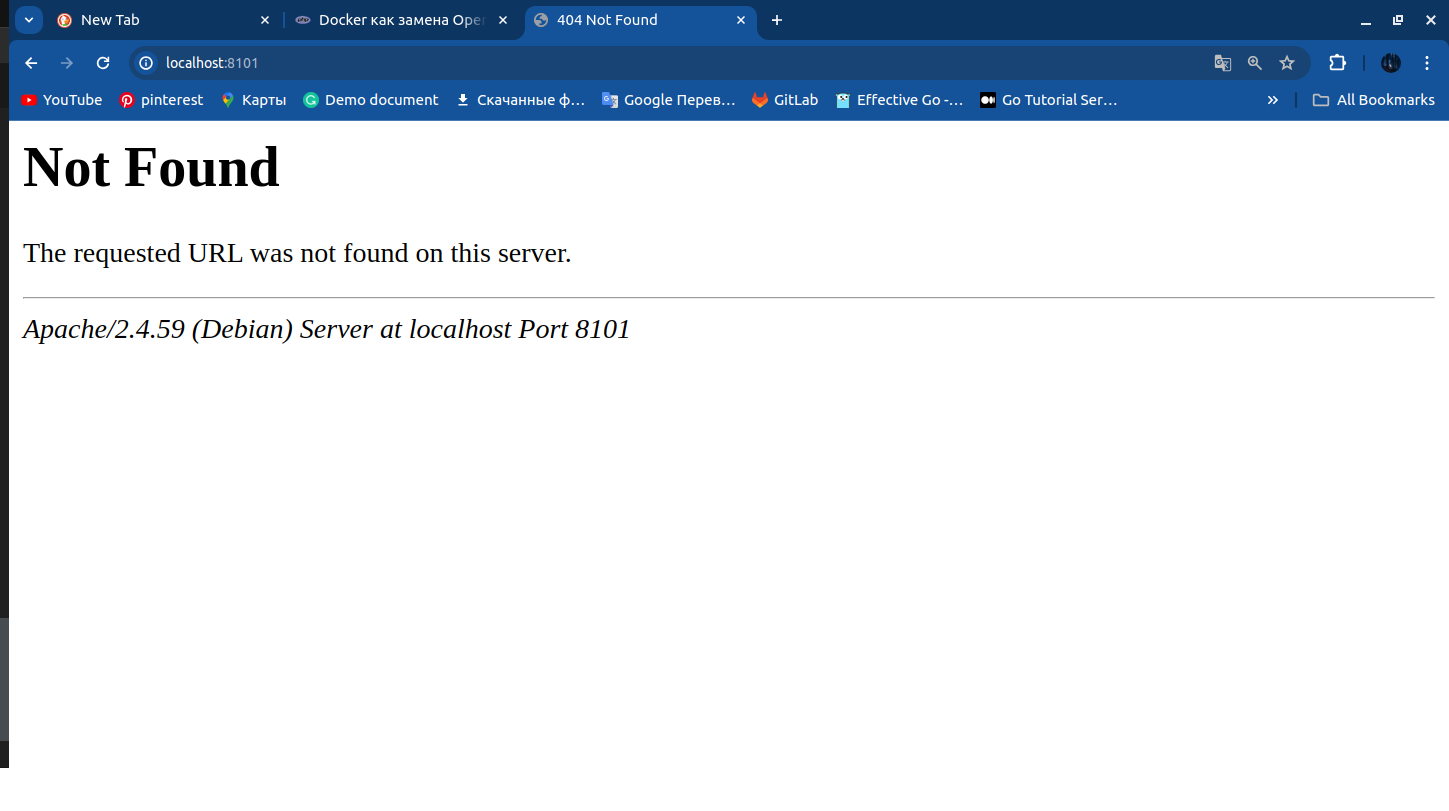 New Tab
Docker как замена Oper
404 Not Found
localhost:8101
YouTube
pinterest
Карты
Demo document
Скачанные ф...
Google Перев...
GitLab
Effective Go -...
Go Tutorial Ser...
All Bookmarks
Not Found
The requested URL was not found on this server.
Apache/2.4.59 (Debian) Server at localhost Port 8101